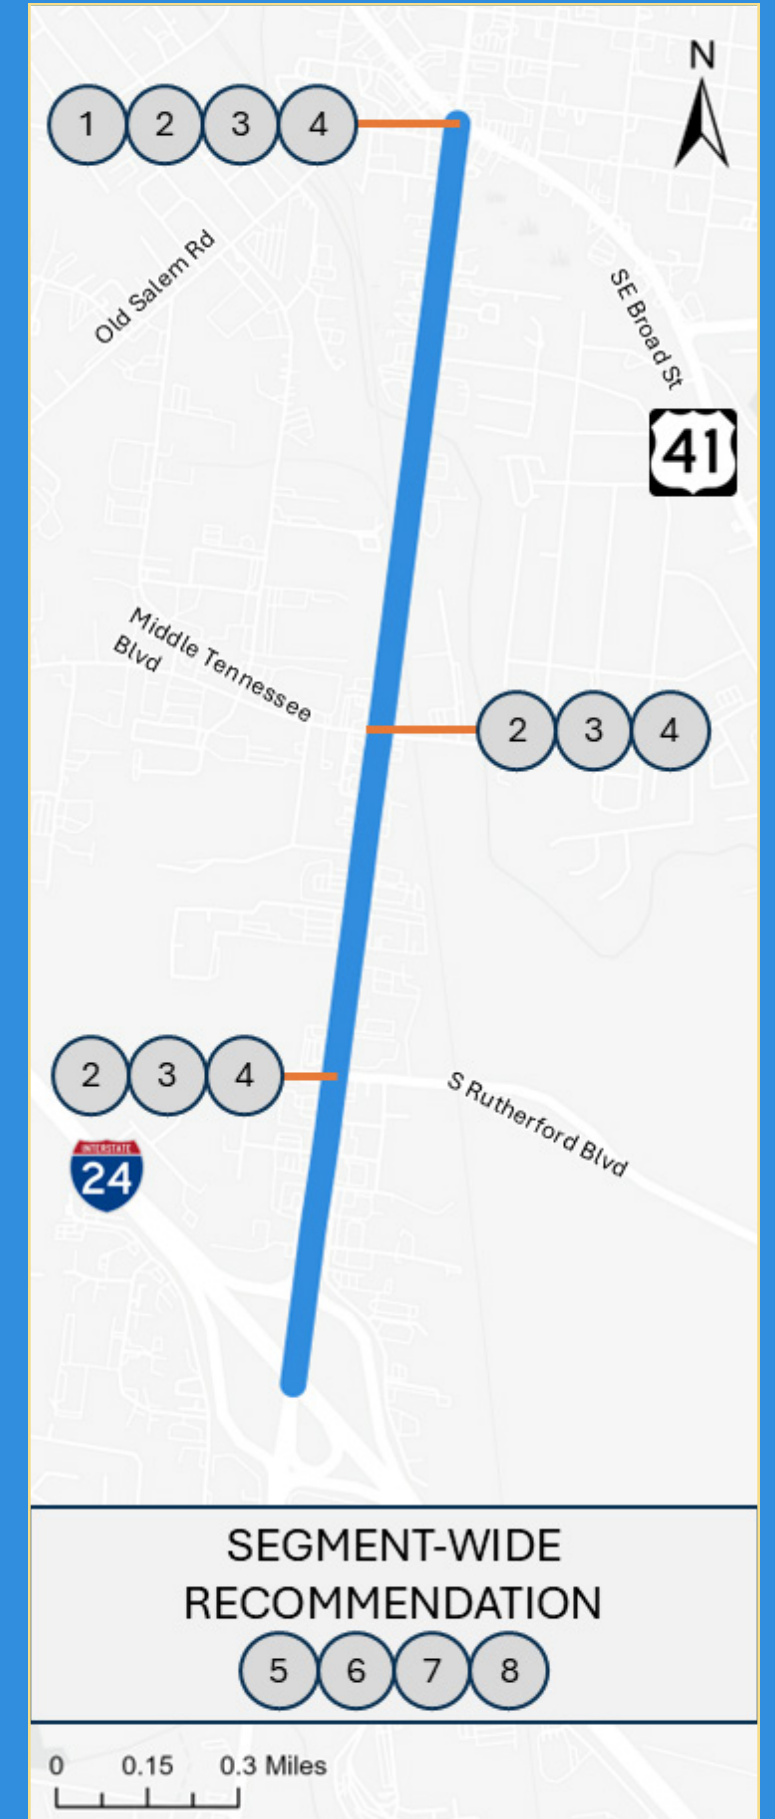 N
1 2 3 4
Old Salem Rd
SE Broad St
41
Middle Tennessee
Blvd
2 3 4
2 3 4
S Rutherford Blvd
INTERSTATE
24
SEGMENT-WIDE
RECOMMENDATION
5 6 7 8
0 0.15 0.3 Miles